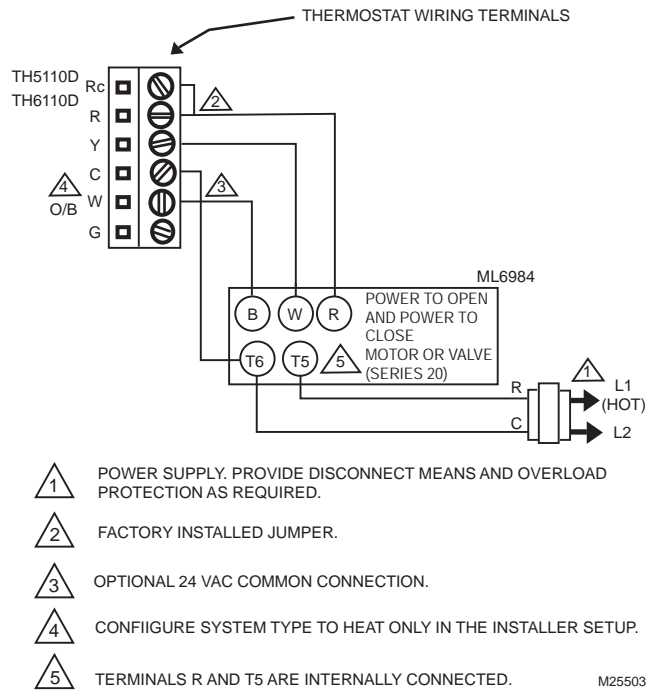 THERMOSTAT WIRING TERMINALS
TH5110D
TH6110D
Rc
2
R
Y
C
4
3
W
O/B
G
ML6984
B
W
R
POWER TO OPEN
AND POWER TO
CLOSE
MOTOR OR VALVE
(SERIES 20)
T6
T5
5
1
R
L1
(HOT)
C
L2
1
POWER SUPPLY. PROVIDE DISCONNECT MEANS AND OVERLOAD
PROTECTION AS REQUIRED.
2
FACTORY INSTALLED JUMPER.
3
OPTIONAL 24 VAC COMMON CONNECTION.
4
CONFIIGURE SYSTEM TYPE TO HEAT ONLY IN THE INSTALLER SETUP.
5
TERMINALS R AND T5 ARE INTERNALLY CONNECTED.
M25503